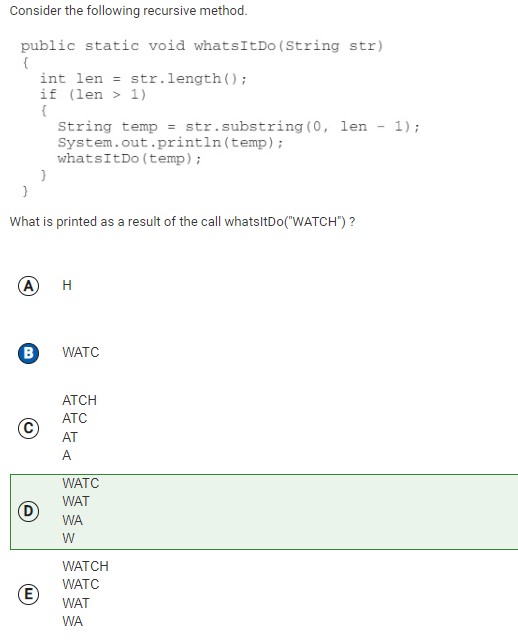 Consider the following recursive method.
public static void whatsItDo(String str)
{
int len = str.length();
if (len > 1)
{
String temp = str.substring(0, len - 1);
System.out.println(temp);
whatsItDo(temp);
}
}
What is printed as a result of the call whatsItDo("WATCH") ?
A H
B WATC
ATCH
ATC
C
AT
A
WATC
WAT
D
WA
W
WATCH
WATC
E
WAT
WA